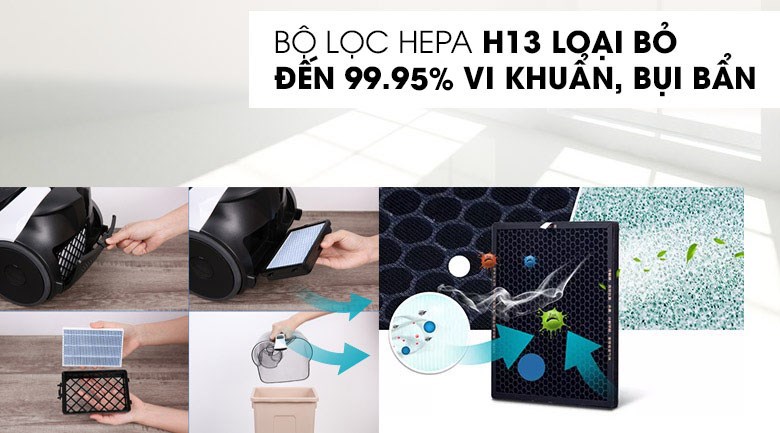 BỘ LỌC HEPA H13 LOẠI BỎ
ĐẾN 99.95% VI KHUẨN, BỤI BẨN